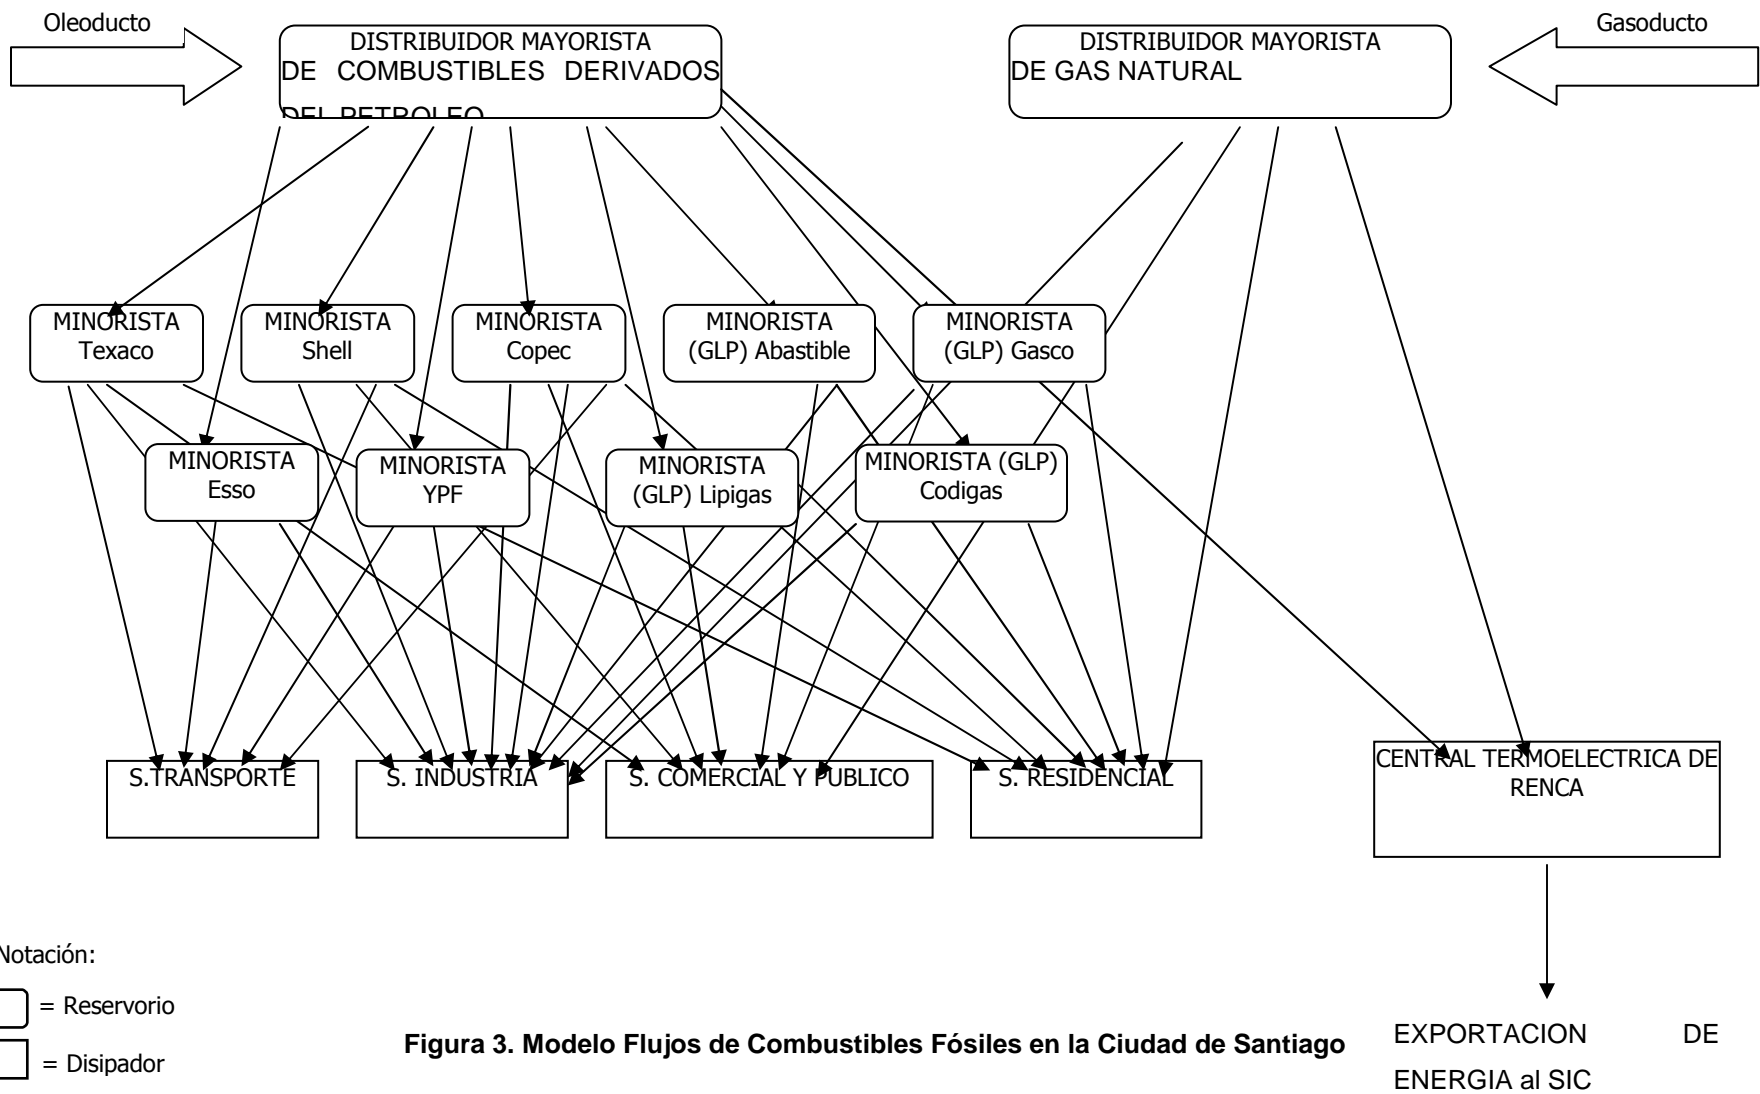 Oleoducto
Gasoducto
DISTRIBUIDOR MAYORISTA
DE COMBUSTIBLES DERIVADOS
DEL PETROLEO
DISTRIBUIDOR MAYORISTA
DE GAS NATURAL
MINORISTA
Texaco
MINORISTA
Shell
MINORISTA
Copec
MINORISTA
(GLP) Abastible
MINORISTA
(GLP) Gasco
MINORISTA
Esso
MINORISTA
YPF
MINORISTA
(GLP) Lipigas
MINORISTA (GLP)
Codigas
S.TRANSPORTE
S. INDUSTRIA
S. COMERCIAL Y PUBLICO
S. RESIDENCIAL
CENTRAL TERMOELECTRICA DE
RENCA
Notación:
= Reservorio
= Disipador
Figura 3. Modelo Flujos de Combustibles Fósiles en la Ciudad de Santiago
EXPORTACION DE
ENERGIA al SIC